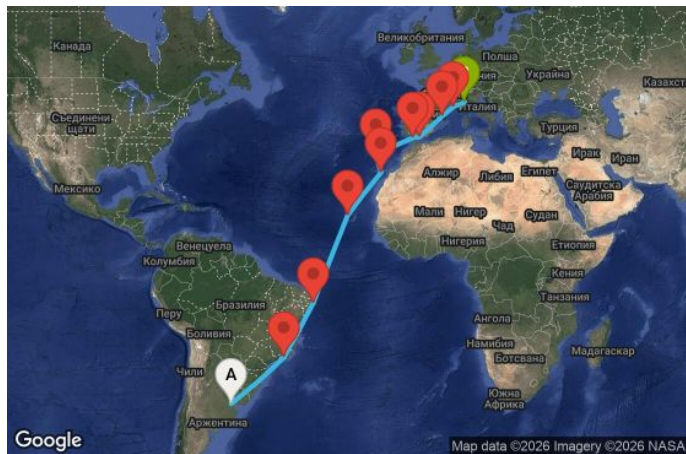 Великобритания
Полша
Канада
Украйна
Казахст
Италия
Съединени
щати
Турция
Ирак
Иран
Алжир
Либия
Египет
Мексико
Саудитска
Арабия
Мали
Нигер
Судан
Чад
Венецуела
Нигерия
Етиопия
Колумбия
Кения
Бразилия
Танзания
Перу
Ангола
Боливия
Намибия
Мадагаскар
Ботсвана
Чили
A
Южна
Африка
Аржентина
Google
Map data ©2026 Imagery ©2026 NASA